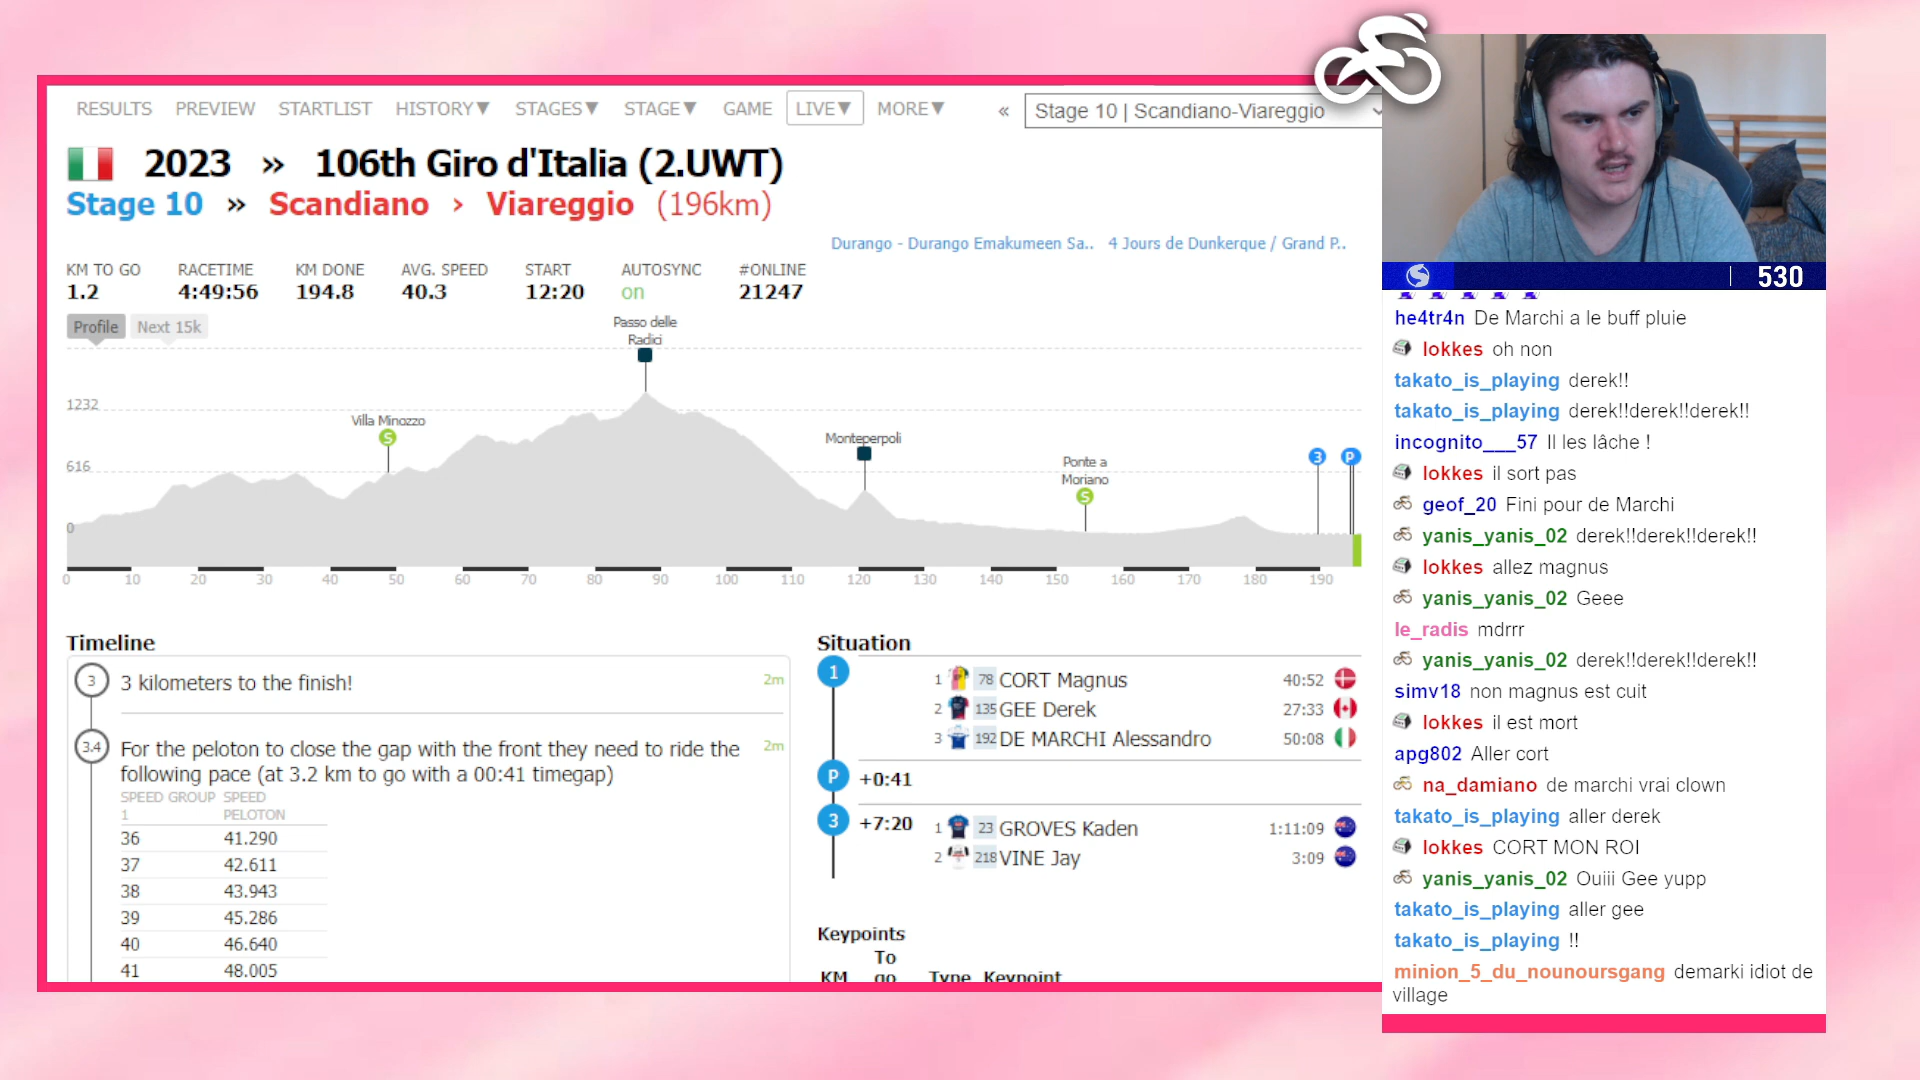 RESULTS PREVIEW STARTLIST HISTORY▼ STAGES▼ STAGE▼ GAME LIVE▼ MORE▼ « Stage 10 | Scandiano-Viareggio
2023 » 106th Giro d'Italia (2.UWT)
Stage 10 » Scandiano › Viareggio (196km)
Durango - Durango Emakumeen Sa.. 4 Jours de Dunkerque / Grand P..
KM TO GO RACETIME KM DONE AVG. SPEED START AUTOSYNC #ONLINE
1.2 4:49:56 194.8 40.3 12:20 on 21247
Profile Next 15k
Passo delle
Radici
1232
Villa Minozzo
S
Monteperpoli
616
Ponte a
Moriano
S
3 P
0
0 10 20 30 40 50 60 70 80 90 100 110 120 130 140 150 160 170 180 190
Timeline
3 3 kilometers to the finish! 2m
3.4 For the peloton to close the gap with the front they need to ride the 2m
following pace (at 3.2 km to go with a 00:41 timegap)
SPEED GROUP SPEED
1 PELOTON
36 41.290
37 42.611
38 43.943
39 45.286
40 46.640
41 48.005
Situation
1 1 78 CORT Magnus 40:52
2 135 GEE Derek 27:33
3 192 DE MARCHI Alessandro 50:08
P +0:41
3 +7:20 1 23 GROVES Kaden 1:11:09
2 218 VINE Jay 3:09
Keypoints
To
KM go Type Keypoint
530
he4tr4n De Marchi a le buff pluie
lokkes oh non
takato_is_playing derek!!
takato_is_playing derek!!derek!!derek!!
incognito___57 Il les lâche !
lokkes il sort pas
geof_20 Fini pour de Marchi
yanis_yanis_02 derek!!derek!!derek!!
lokkes allez magnus
yanis_yanis_02 Geee
le_radis mdrrr
yanis_yanis_02 derek!!derek!!derek!!
simv18 non magnus est cuit
lokkes il est mort
apg802 Aller cort
na_damiano de marchi vrai clown
takato_is_playing aller derek
lokkes CORT MON ROI
yanis_yanis_02 Ouiii Gee yupp
takato_is_playing aller gee
takato_is_playing !!
minion_5_du_nounoursgang demarki idiot de
village